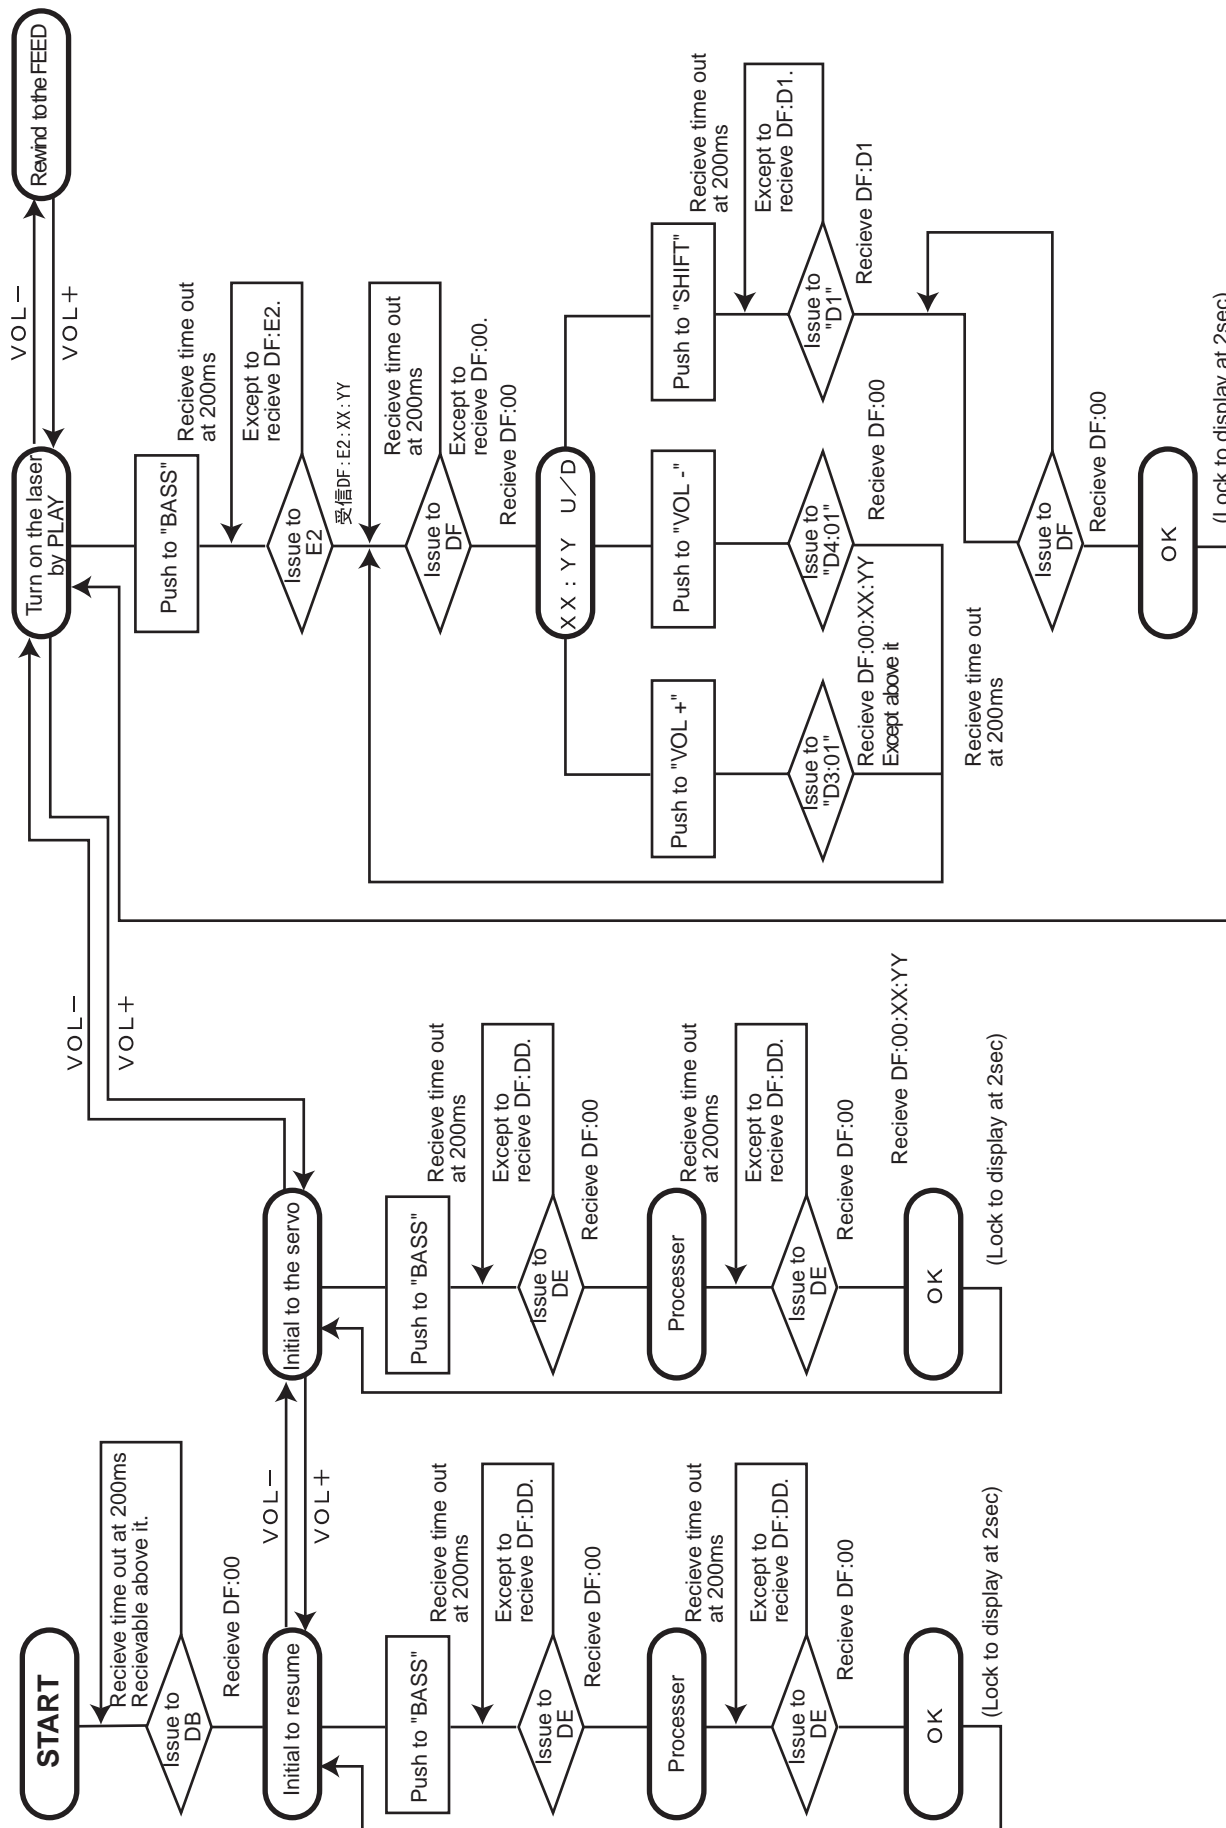 START
Recieve time out at 200ms
Recievable above it.
Issue to
DB
Recieve DF:00
Initial to resume
VOL－
VOL＋
Push to "BASS"
Recieve time out
at 200ms
Except to
recieve DF:DD.
Issue to
DE
Recieve DF:00
Processer
Recieve time out
at 200ms
Except to
recieve DF:DD.
Issue to
DE
Recieve DF:00
OK
(Lock to display at 2sec)
Initial to the servo
VOL－
VOL＋
Push to "BASS"
Recieve time out
at 200ms
Except to
recieve DF:DD.
Issue to
DE
Recieve DF:00
Processer
Recieve time out
at 200ms
Except to
recieve DF:DD.
Issue to
DE
Recieve DF:00
Recieve DF:00:XX:YY
OK
(Lock to display at 2sec)
Turn on the laser
by PLAY
VOL－
VOL＋
Rewind to the FEED
Push to "BASS"
Recieve time out
at 200ms
Except to
recieve DF:E2.
Issue to
E2
受信DF:E2:XX:YY
Recieve time out
at 200ms
Issue to
DF
Except to
recieve DF:00.
Recieve DF:00
XX:YY U／D
Push to "VOL +"
Issue to
"D3:01"
Recieve DF:00:XX:YY
Except above it
Push to "VOL -"
Issue to
"D4:01"
Recieve DF:00
Recieve time out
at 200ms
Push to "SHIFT"
Recieve time out
at 200ms
Except to
recieve DF:D1.
Issue to
"D1"
Recieve DF:D1
Issue to
DF
Recieve DF:00
OK
(Lock to display at 2sec)